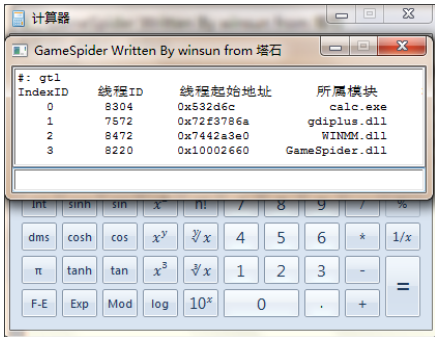 计算器
GameSpider Written By winsun from 塔石
#: gtl
IndexID 线程ID 线程起始地址 所属模块
0 8304 0x532d6c calc.exe
1 7572 0x72f3786a gdiplus.dll
2 8472 0x7442a3e0 WINMM.dll
3 8220 0x10002660 GameSpider.dll
Int sinh sin n! 7 8 9 / %
dms cosh cos xʸ ʸ√x 4 5 6 * 1/x
π tanh tan x³ ³√x 1 2 3 - =
F-E Exp Mod log 10ˣ 0 . +